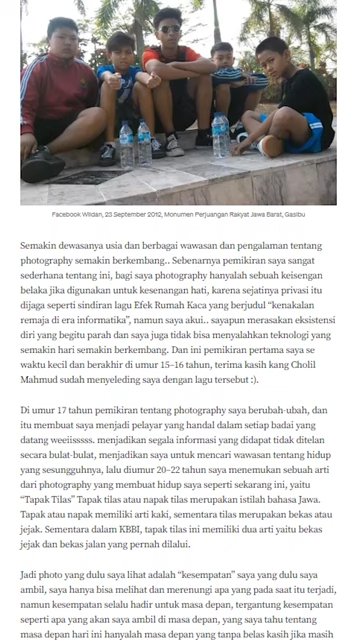 Facebook Wildan, 23 September 2012, Monumen Perjuangan Rakyat Jawa Barat, Gasibu
Semakin dewasanya usia dan berbagai wawasan dan pengalaman tentang
photography semakin berkembang.. Sebenarnya pemikiran saya sangat
sederhana tentang ini, bagi saya photography hanyalah sebuah keisengan
belaka jika digunakan untuk kesenangan hati, karena sejatinya privasi itu
dijaga seperti sindiran lagu Efek Rumah Kaca yang berjudul "kenakalan
remaja di era informatika", namun saya akui.. sayapun merasakan eksistensi
diri yang begitu parah dan saya juga tidak bisa menyalahkan teknologi yang
semakin hari semakin berkembang. Dan ini pemikiran pertama saya se
waktu kecil dan berakhir di umur 15–16 tahun, terima kasih kang Cholil
Mahmud sudah menyeleding saya dengan lagu tersebut :).
Di umur 17 tahun pemikiran tentang photography saya berubah-ubah, dan
itu membuat saya menjadi pelayar yang handal dalam setiap badai yang
datang weeiisssss. menjadikan segala informasi yang didapat tidak ditelan
secara bulat-bulat, menjadikan saya untuk mencari wawasan tentang hidup
yang sesungguhnya, lalu diumur 20–22 tahun saya menemukan sebuah arti
dari photography yang membuat hidup saya seperti sekarang ini, yaitu
"Tapak Tilas" Tapak tilas atau napak tilas merupakan istilah bahasa Jawa.
Tapak atau napak memiliki arti kaki, sementara tilas merupakan bekas atau
jejak. Sementara dalam KBBI, tapak tilas ini memiliki dua arti yaitu bekas
jejak dan bekas jalan yang pernah dilalui.
Jadi photo yang dulu saya lihat adalah "kesempatan" saya yang dulu saya
ambil, saya hanya bisa melihat dan merenungi apa yang pada saat itu terjadi,
namun kesempatan selalu hadir untuk masa depan, tergantung kesempatan
seperti apa yang akan saya ambil di masa depan, yang saya tahu tentang
masa depan hari ini hanyalah masa depan yang tanpa belas kasih jika masih